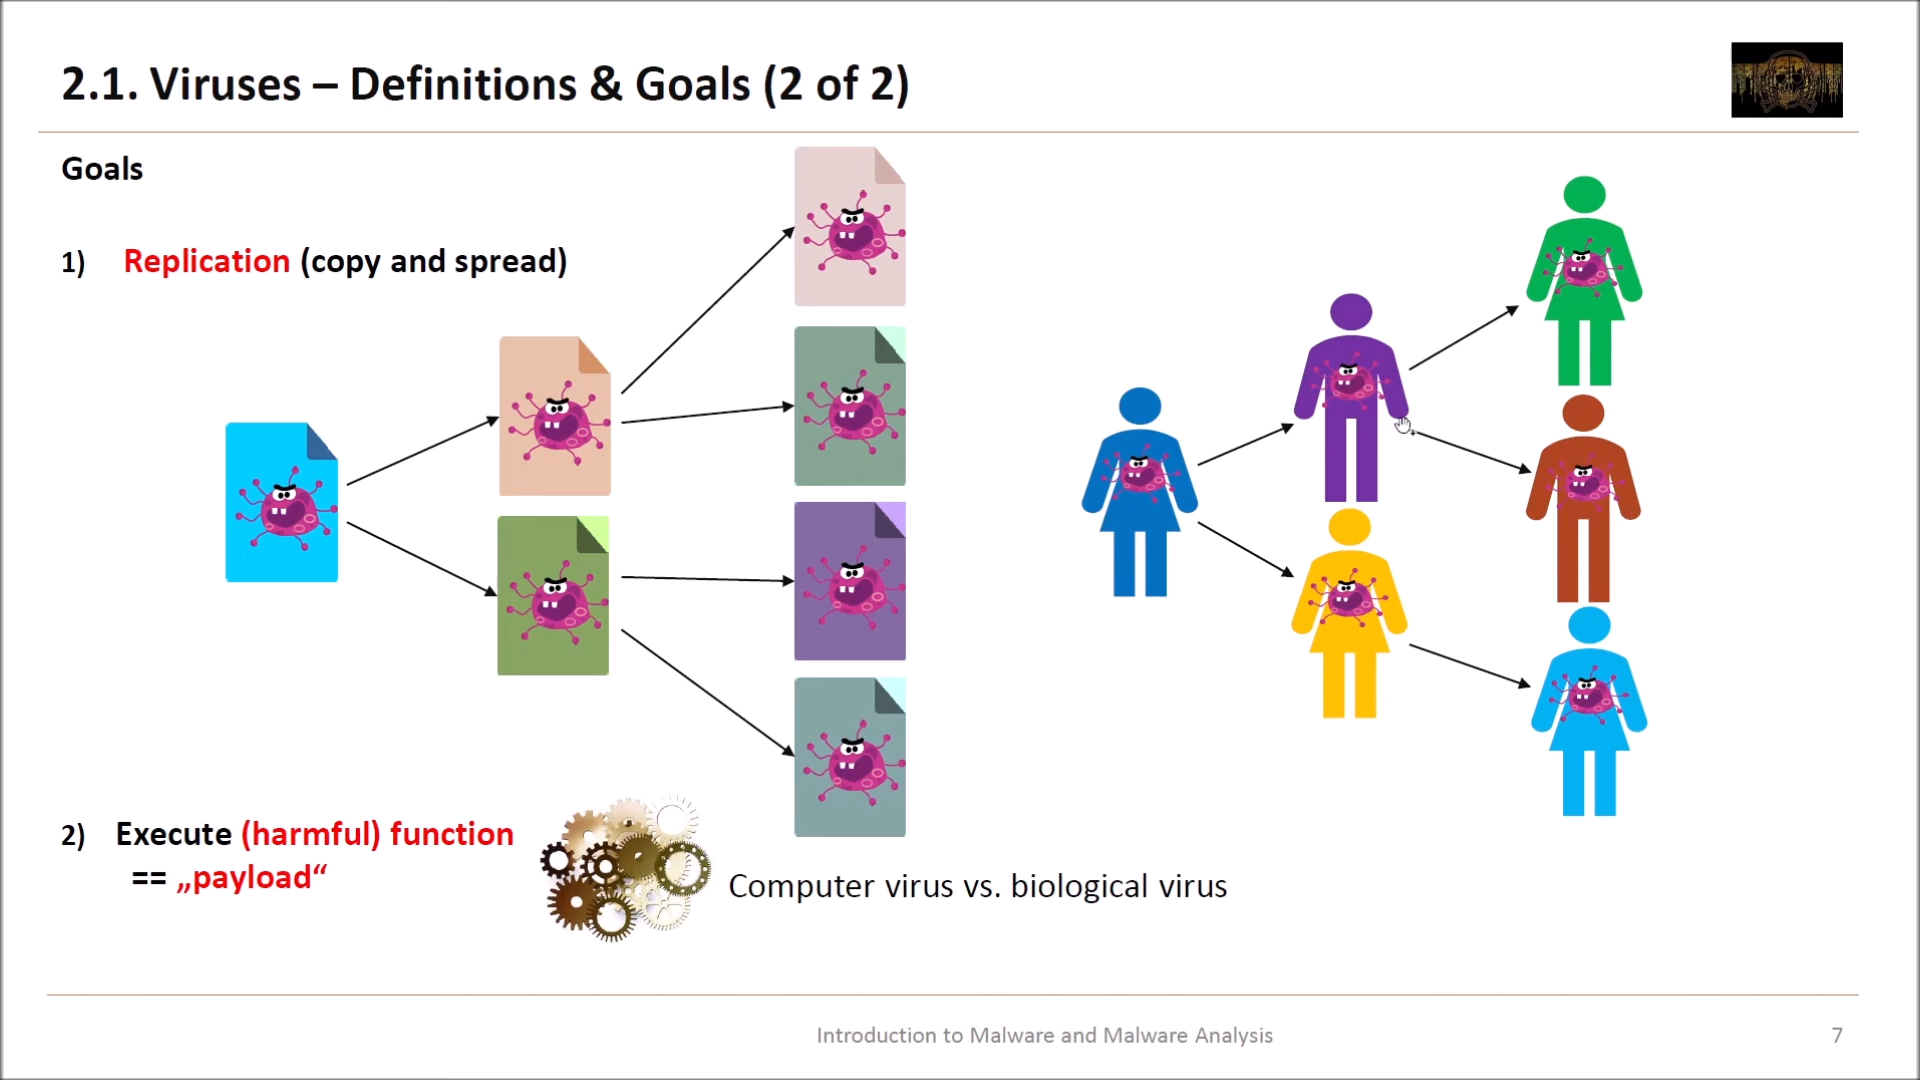 2.1. Viruses – Definitions & Goals (2 of 2)
Goals
1) Replication (copy and spread)
2) Execute (harmful) function
== „payload“
Computer virus vs. biological virus
Introduction to Malware and Malware Analysis
7